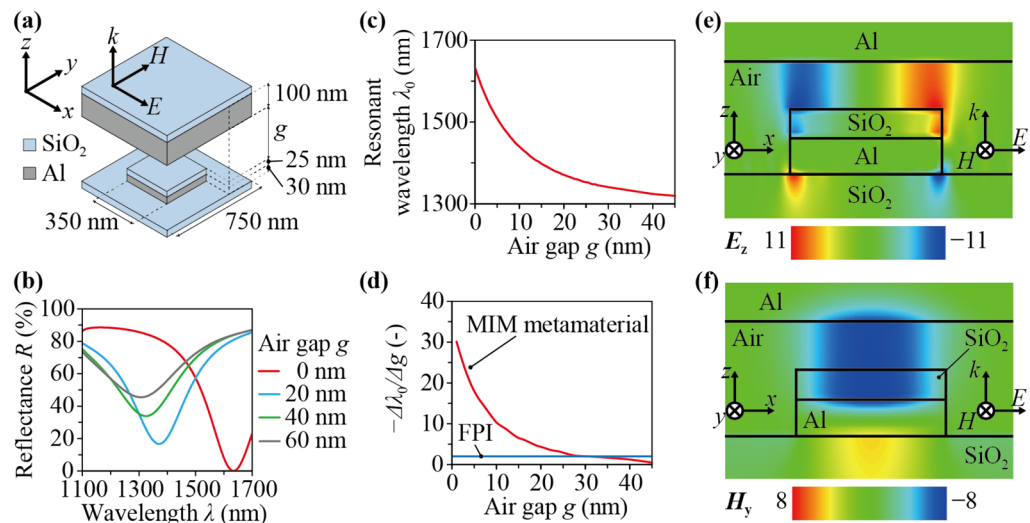 (a)
z
y
x
k
H
E
100 nm
g
25 nm
30 nm
SiO2
Al
350 nm
750 nm
(b)
Reflectance R (%)
100
80
60
40
20
0
1100 1300 1500 1700
Wavelength λ (nm)
Air gap g
0 nm
20 nm
40 nm
60 nm
(c)
Resonant
wavelength λ0 (nm)
1700
1500
1300
0 10 20 30 40
Air gap g (nm)
(d)
−Δλ0/Δg (-)
40
30
20
10
0
MIM metamaterial
FPI
0 10 20 30 40
Air gap g (nm)
(e)
Al
Air
SiO2
Al
SiO2
z
y
x
k
H
E
Ez 11 −11
(f)
Al
Air
SiO2
Al
SiO2
z
y
x
k
H
E
Hy 8 −8